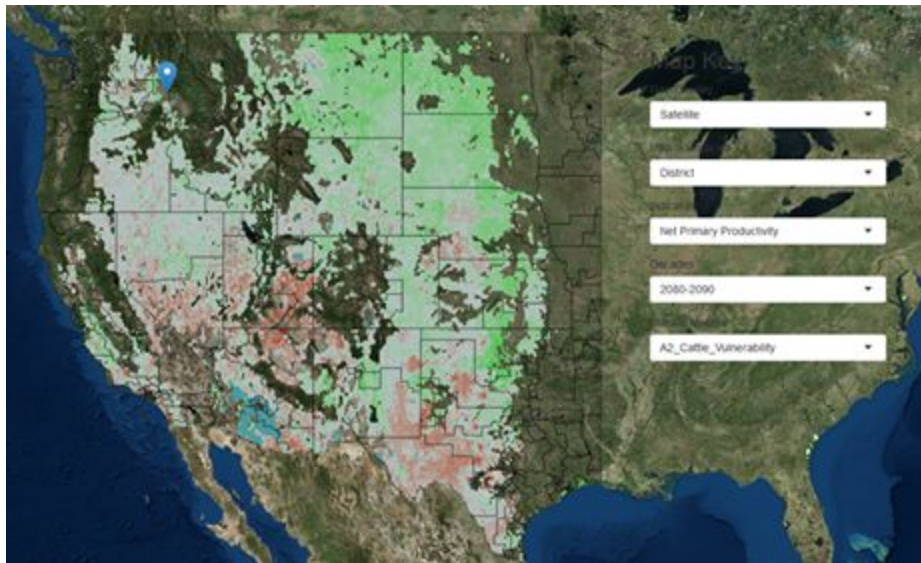 Map Key
Satellite
District
Net Primary Productivity
Decades
2080-2090
A2_Cattle_Vulnerability